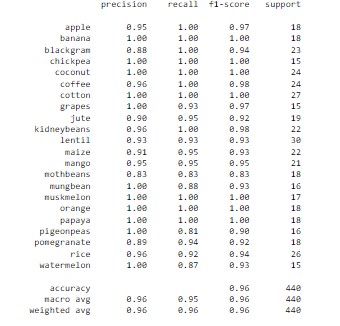 precision recall f1-score support
apple 0.95 1.00 0.97 18
banana 1.00 1.00 1.00 18
blackgram 0.88 1.00 0.94 23
chickpea 1.00 1.00 1.00 15
coconut 1.00 1.00 1.00 24
coffee 0.96 1.00 0.98 24
cotton 1.00 1.00 1.00 27
grapes 1.00 0.93 0.97 15
jute 0.90 0.95 0.92 19
kidneybeans 0.96 1.00 0.98 22
lentil 0.93 0.93 0.93 30
maize 0.91 0.95 0.93 22
mango 0.95 0.95 0.95 21
mothbeans 0.83 0.83 0.83 18
mungbean 1.00 0.88 0.93 16
muskmelon 1.00 1.00 1.00 17
orange 1.00 1.00 1.00 18
papaya 1.00 1.00 1.00 18
pigeonpeas 1.00 0.81 0.90 16
pomegranate 0.89 0.94 0.92 18
rice 0.96 0.92 0.94 26
watermelon 1.00 0.87 0.93 15
accuracy 0.96 440
macro avg 0.96 0.95 0.96 440
weighted avg 0.96 0.96 0.96 440